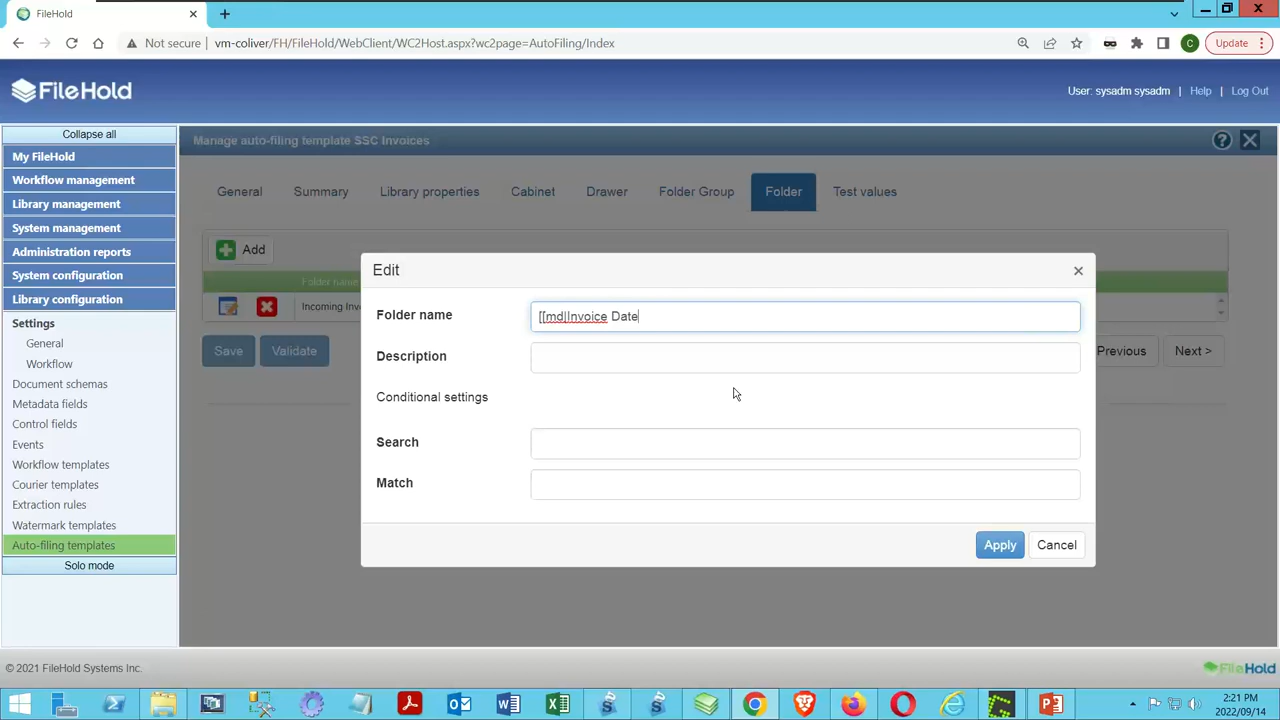 FileHold
Not secure | vm-coliver/FH/FileHold/WebClient/WC2Host.aspx?wc2page=AutoFiling/Index
Update
FileHold
User: sysadm sysadm | Help | Log Out
Collapse all
My FileHold
Workflow management
Library management
System management
Administration reports
System configuration
Library configuration
Settings
General
Workflow
Document schemas
Metadata fields
Control fields
Events
Workflow templates
Courier templates
Extraction rules
Watermark templates
Auto-filing templates
Solo mode
Manage auto-filing template SSC Invoices
General
Summary
Library properties
Cabinet
Drawer
Folder Group
Folder
Test values
Add
Folder name
Incoming Inv
Save
Validate
Previous
Next >
Edit
Folder name
[[md|Invoice Date
Description
Conditional settings
Search
Match
Apply
Cancel
© 2021 FileHold Systems Inc.
FileHold
2:21 PM
2022/09/14